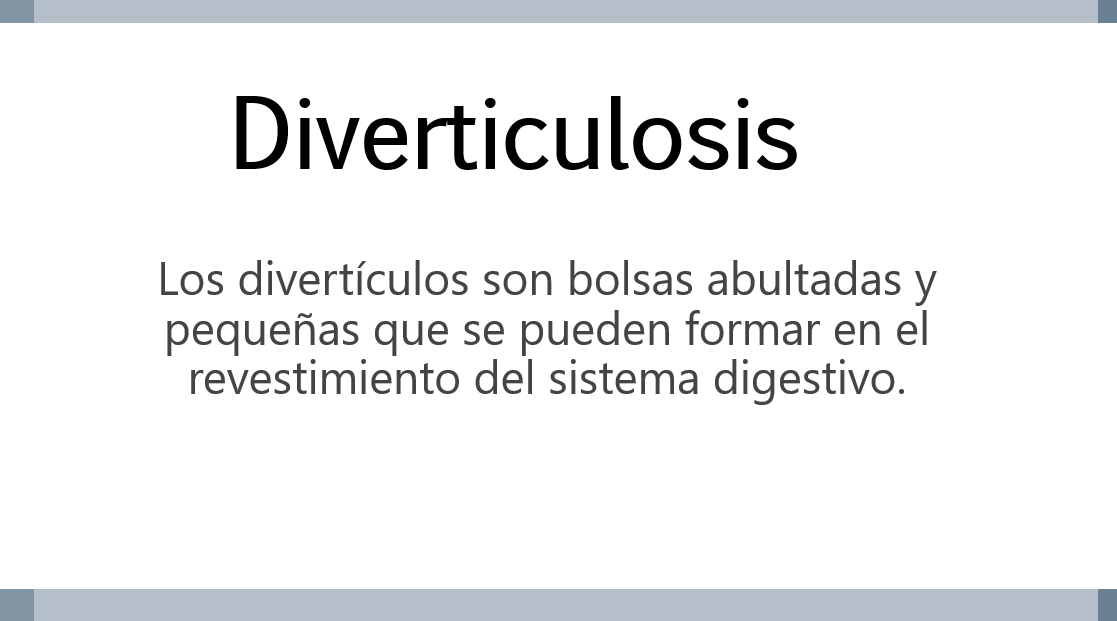 Diverticulosis
Los divertículos son bolsas abultadas y
pequeñas que se pueden formar en el
revestimiento del sistema digestivo.